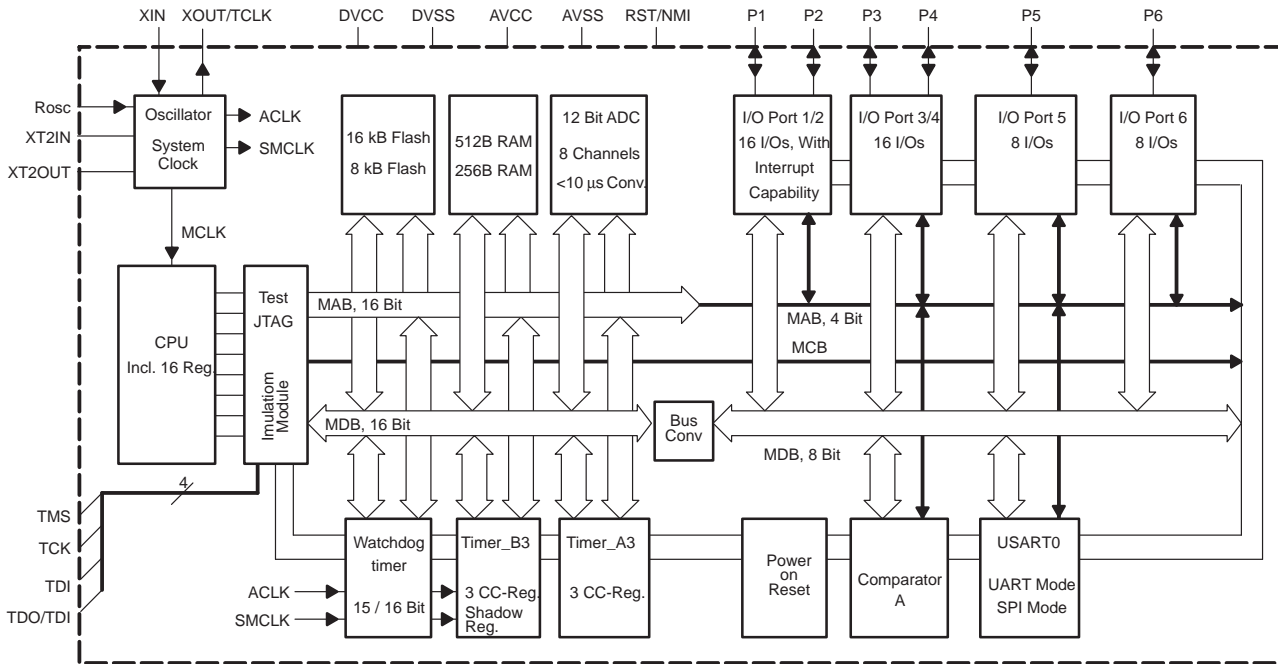 XIN
XOUT/TCLK
DVCC
DVSS
AVCC
AVSS
RST/NMI
P1
P2
P3
P4
P5
P6
Rosc
XT2IN
XT2OUT
Oscillator
System
Clock
ACLK
SMCLK
MCLK
16 kB Flash
8 kB Flash
512B RAM
256B RAM
12 Bit ADC
8 Channels
<10 μs Conv.
I/O Port 1/2
16 I/Os, With
Interrupt
Capability
I/O Port 3/4
16 I/Os
I/O Port 5
8 I/Os
I/O Port 6
8 I/Os
CPU
Incl. 16 Reg.
Test
JTAG
Imulatiom
Module
MAB, 16 Bit
MAB, 4 Bit
MCB
MDB, 16 Bit
Bus
Conv
MDB, 8 Bit
4
TMS
TCK
TDI
TDO/TDI
ACLK
SMCLK
Watchdog
timer
15 / 16 Bit
Timer_B3
3 CC-Reg.
Shadow
Reg.
Timer_A3
3 CC-Reg.
Power
on
Reset
Comparator
A
USART0
UART Mode
SPI Mode